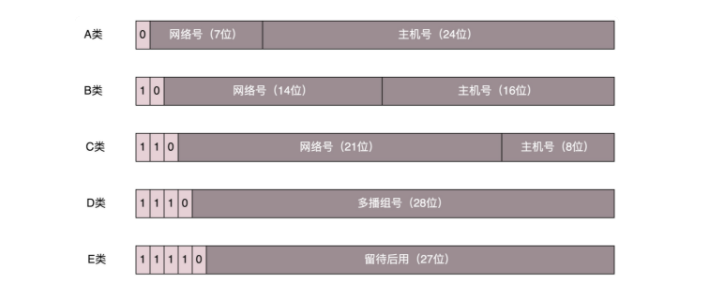 A类 0 网络号（7位） 主机号（24位）
B类 1 0 网络号（14位） 主机号（16位）
C类 1 1 0 网络号（21位） 主机号（8位）
D类 1 1 1 0 多播组号（28位）
E类 1 1 1 1 0 留待后用（27位）